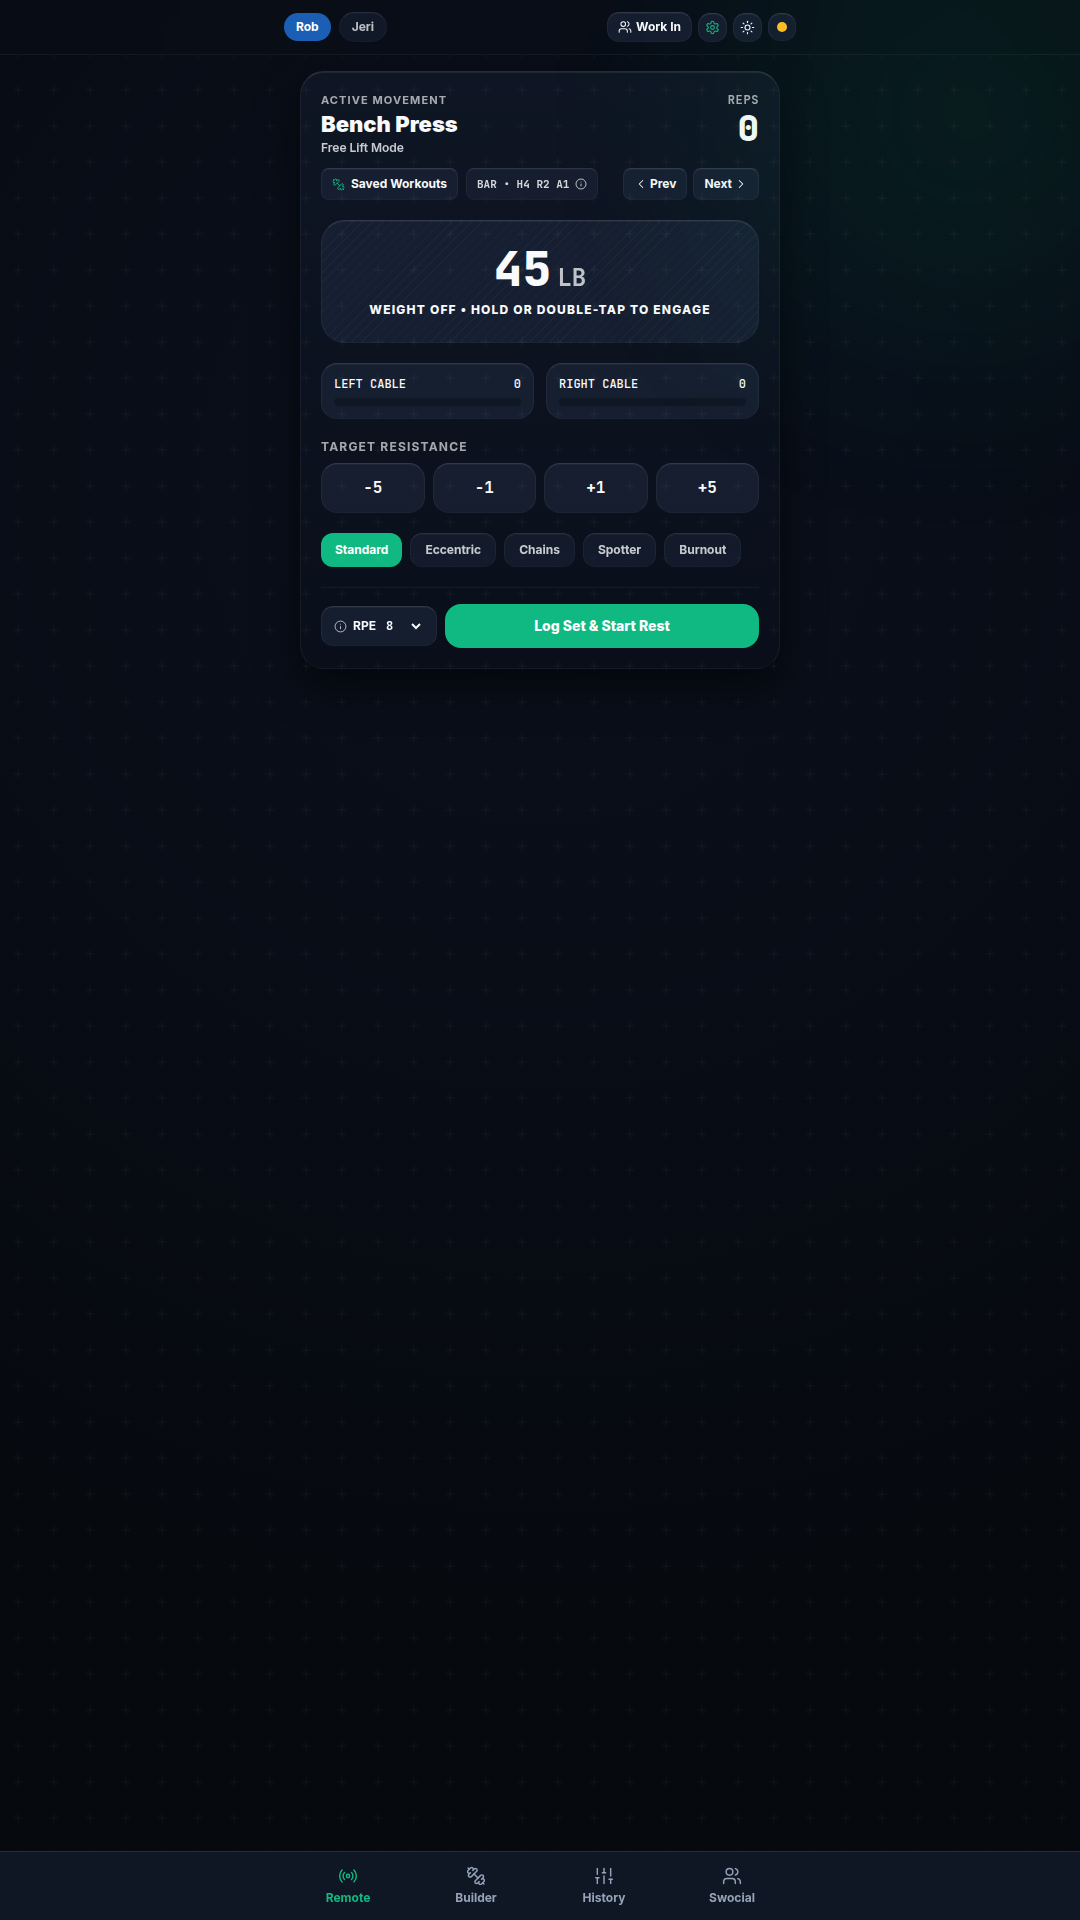 Rob
Jeri
Work In
ACTIVE MOVEMENT
REPS
Bench Press
0
Free Lift Mode
Saved Workouts
BAR • H4 R2 A1
Prev
Next
45 LB
WEIGHT OFF • HOLD OR DOUBLE-TAP TO ENGAGE
LEFT CABLE 0
RIGHT CABLE 0
TARGET RESISTANCE
-5
-1
+1
+5
Standard
Eccentric
Chains
Spotter
Burnout
RPE 8
Log Set & Start Rest
Remote
Builder
History
Swocial